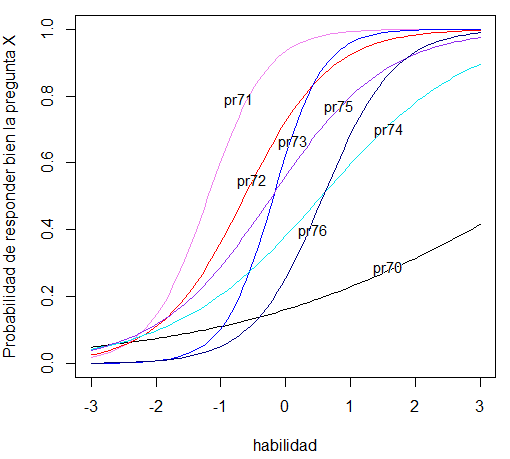 Probabilidad de responder bien la pregunta X
1.0
0.8
0.6
0.4
0.2
0.0
pr71
pr75
pr74
pr73
pr72
pr76
pr70
-3 -2 -1 0 1 2 3
habilidad